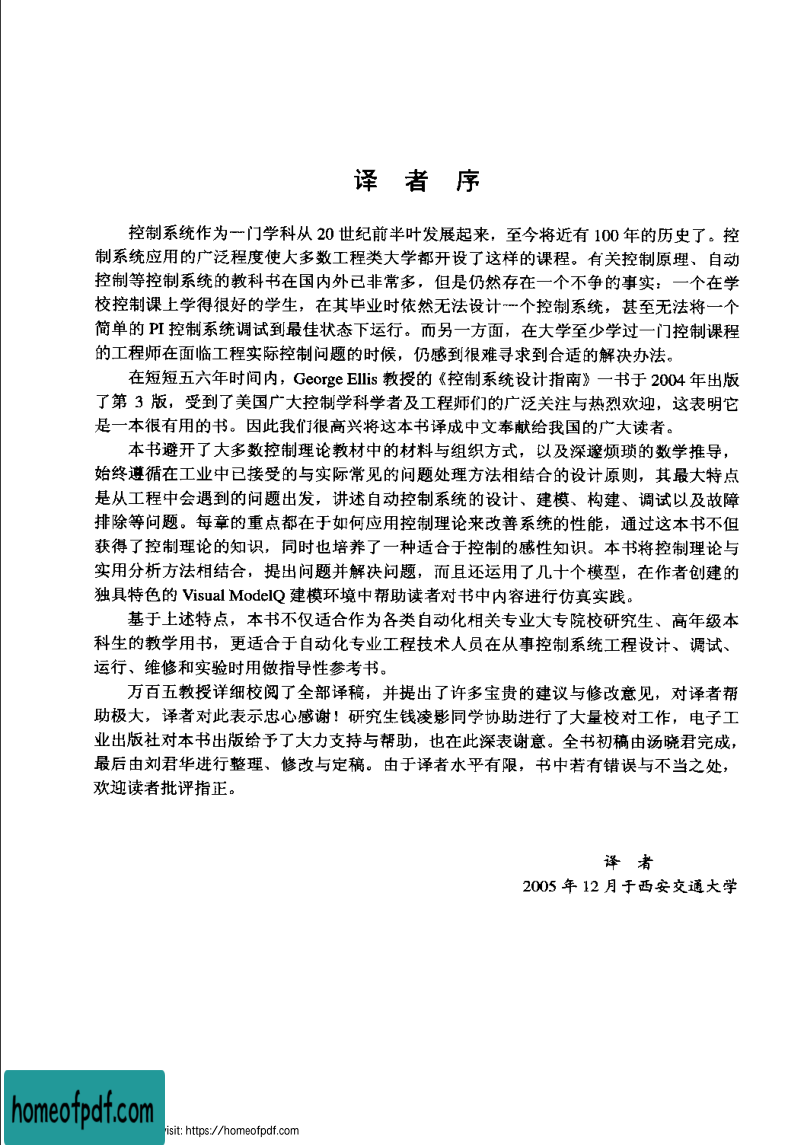 译 者 序
控制系统作为一门学科从 20 世纪前半叶发展起来，至今将近有 100 年的历史了。控
制系统应用的广泛程度使大多数工程类大学都开设了这样的课程。有关控制原理、自动
控制等控制系统的教科书在国内外已非常多，但是仍然存在一个不争的事实：一个在学
校控制课上学得很好的学生，在其毕业时依然无法设计一个控制系统，甚至无法将一个
简单的 PI 控制系统调试到最佳状态下运行。而另一方面，在大学至少学过一门控制课程
的工程师在面临工程实际控制问题的时候，仍感到很难寻求到合适的解决办法。
在短短五六年时间内，George Ellis 教授的《控制系统设计指南》一书于 2004 年出版
了第 3 版，受到了美国广大控制学科学者及工程师们的广泛关注与热烈欢迎，这表明它
是一本很有用的书。因此我们很高兴将这本书译成中文奉献给我国的广大读者。
本书避开了大多数控制理论教材中的材料与组织方式，以及深邃烦琐的数学推导，
始终遵循在工业中已接受的与实际常见的问题处理方法相结合的设计原则，其最大特点
是从工程中会遇到的问题出发，讲述自动控制系统的设计、建模、构建、调试以及故障
排除等问题。每章的重点都在于如何应用控制理论来改善系统的性能，通过这本书不但
获得了控制理论的知识，同时也培养了一种适合于控制的感性知识。本书将控制理论与
实用分析方法相结合，提出问题并解决问题，而且还运用了几十个模型，在作者创建的
独具特色的 Visual ModelQ 建模环境中帮助读者对书中内容进行仿真实践。
基于上述特点，本书不仅适合作为各类自动化相关专业大专院校研究生、高年级本
科生的教学用书，更适合于自动化专业工程技术人员在从事控制系统工程设计、调试、
运行、维修和实验时用做指导性参考书。
万百五教授详细校阅了全部译稿，并提出了许多宝贵的建议与修改意见，对译者帮
助极大，译者对此表示忠心感谢！研究生钱凌影同学协助进行了大量校对工作，电子工
业出版社对本书出版给予了大力支持与帮助，也在此深表谢意。全书初稿由汤晓君完成，
最后由刘君华进行整理、修改与定稿。由于译者水平有限，书中若有错误与不当之处，
欢迎读者批评指正。
译 者
2005 年 12 月于西安交通大学
homeofpdf.com
visit: https://homeofpdf.com